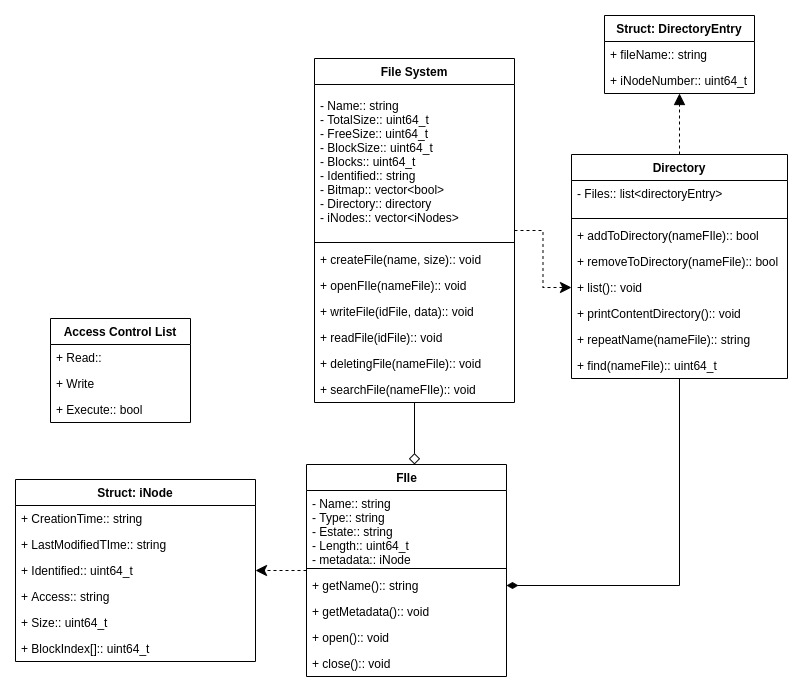 Struct: DirectoryEntry
+ fileName:: string
+ iNodeNumber:: uint64_t
File System
- Name:: string
- TotalSize:: uint64_t
- FreeSize:: uint64_t
- BlockSize:: uint64_t
- Blocks:: uint64_t
- Identified:: string
- Bitmap:: vector<bool>
- Directory:: directory
- iNodes:: vector<iNodes>
+ createFile(name, size):: void
+ openFIle(nameFile):: void
+ writeFile(idFile, data):: void
+ readFile(idFile):: void
+ deletingFile(nameFile):: void
+ searchFile(nameFIle):: void
Directory
- Files:: list<directoryEntry>
+ addToDirectory(nameFIle):: bool
+ removeToDirectory(nameFile):: bool
+ list():: void
+ printContentDirectory():: void
+ repeatName(nameFile):: string
+ find(nameFile):: uint64_t
Access Control List
+ Read::
+ Write
+ Execute:: bool
Struct: iNode
+ CreationTime:: string
+ LastModifiedTIme:: string
+ Identified:: uint64_t
+ Access:: string
+ Size:: uint64_t
+ BlockIndex[]:: uint64_t
FIle
- Name:: string
- Type:: string
- Estate:: string
- Length:: uint64_t
- metadata:: iNode
+ getName():: string
+ getMetadata():: void
+ open():: void
+ close():: void